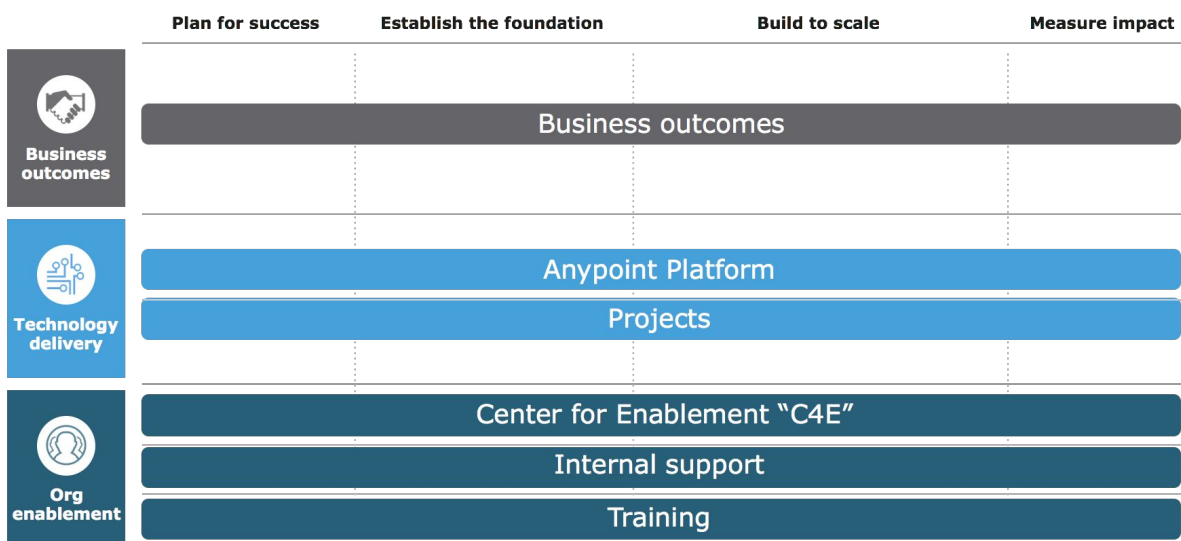 Plan for success
Establish the foundation
Build to scale
Measure impact
Business
outcomes
Business outcomes
Technology
delivery
Anypoint Platform
Projects
Org
enablement
Center for Enablement “C4E”
Internal support
Training